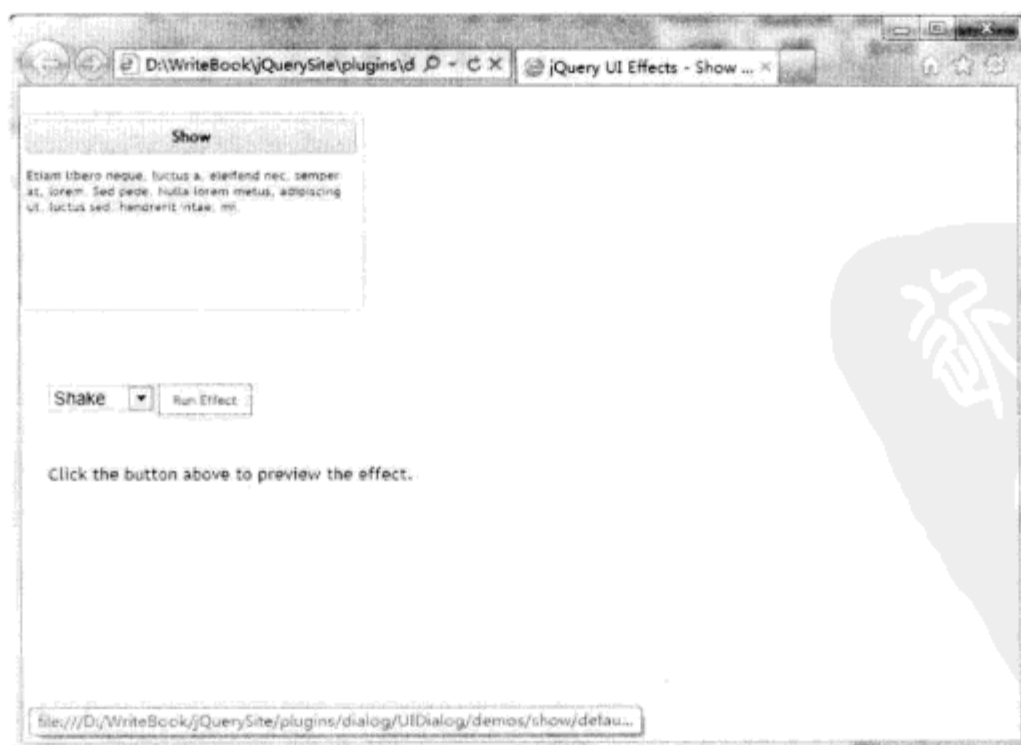 D:\WriteBook\jQuerySite\plugins\d
jQuery UI Effects - Show ...
Show
Etiam libero neque, luctus a, eleifend nec, semper
at, lorem. Sed pede. Nulla lorem metus, adipiscing
ut, luctus sed, hendrerit vitae, mi.
Shake
Run Effect
Click the button above to preview the effect.
file:///D:/WriteBook/jQuerySite/plugins/dialog/UIDialog/demos/show/defau...